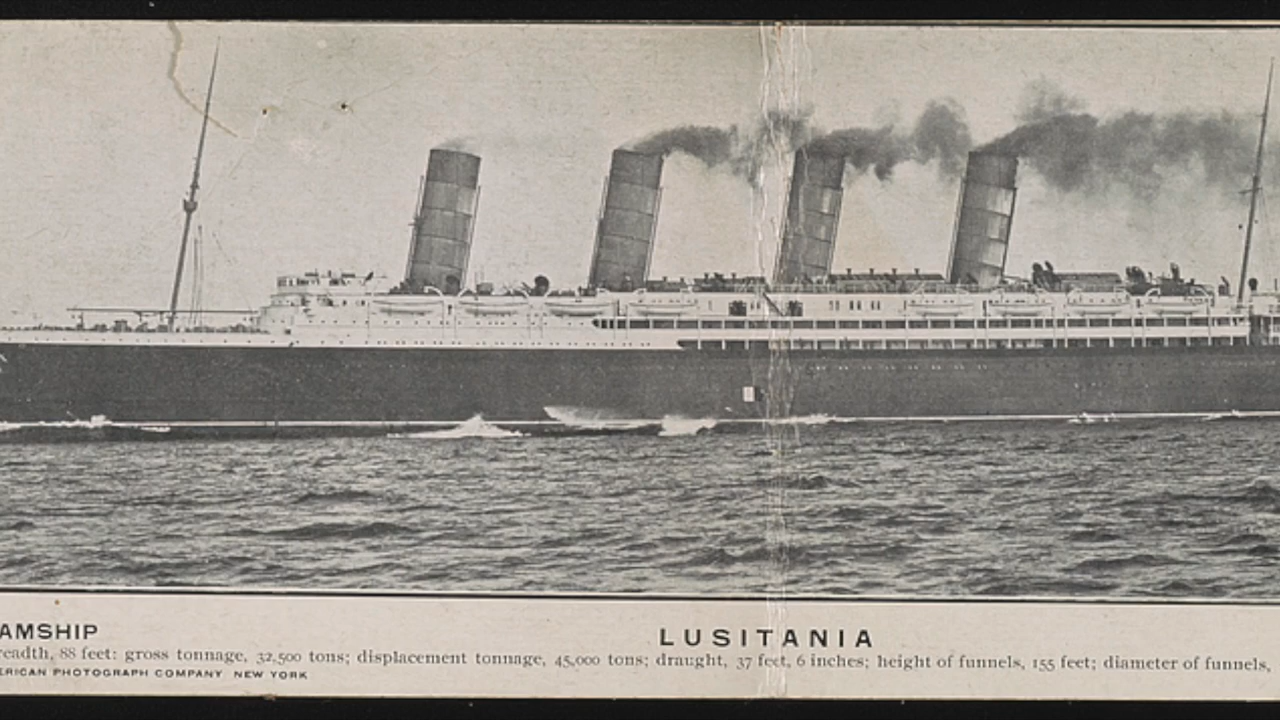 AMSHIP LUSITANIA
readth, 88 feet: gross tonnage, 32,500 tons; displacement tonnage, 45,000 tons; draught, 37 feet, 6 inches; height of funnels, 155 feet; diameter of funnels,
ERICAN PHOTOGRAPH COMPANY NEW YORK